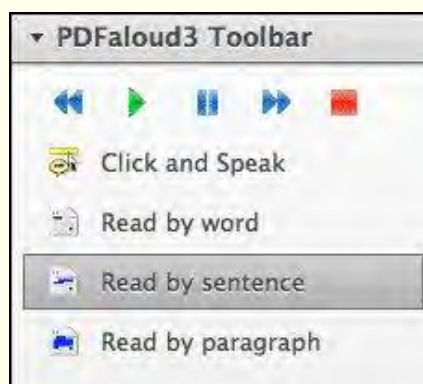 PDFaloud3 Toolbar
Click and Speak
Read by word
Read by sentence
Read by paragraph